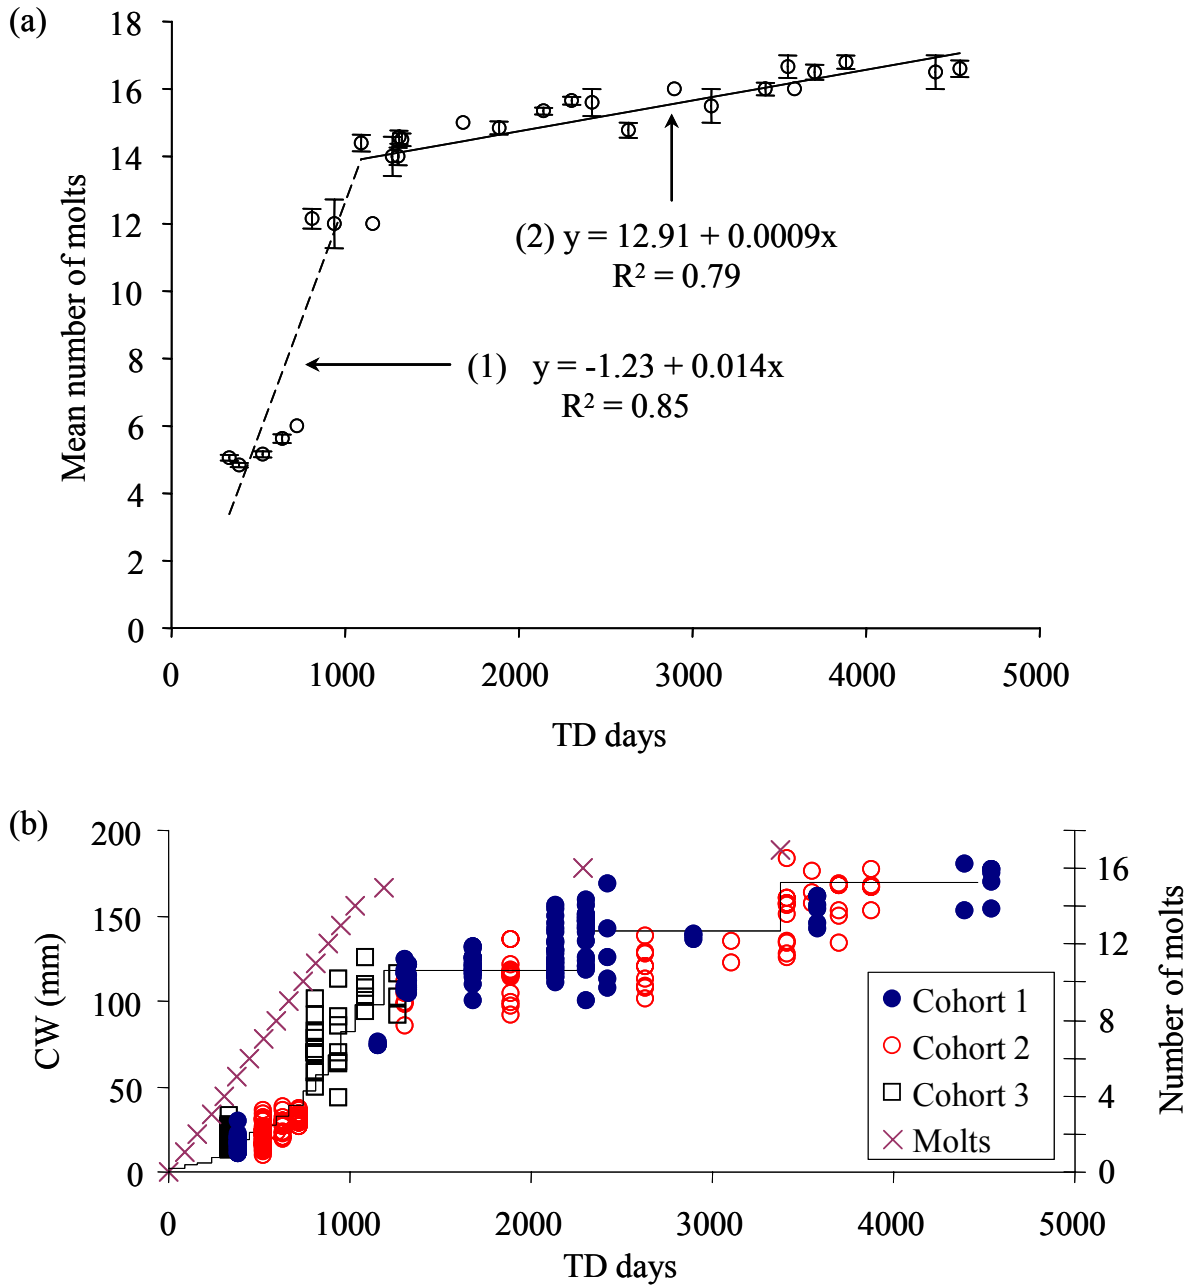 (a)
18
16
14
12
10
8
6
4
2
0
Mean number of molts
(2) y = 12.91 + 0.0009x
R² = 0.79
(1) y = -1.23 + 0.014x
R² = 0.85
0 1000 2000 3000 4000 5000
TD days
(b)
200
150
100
50
0
CW (mm)
16
12
8
4
0
Number of molts
Cohort 1
Cohort 2
Cohort 3
Molts
0 1000 2000 3000 4000 5000
TD days